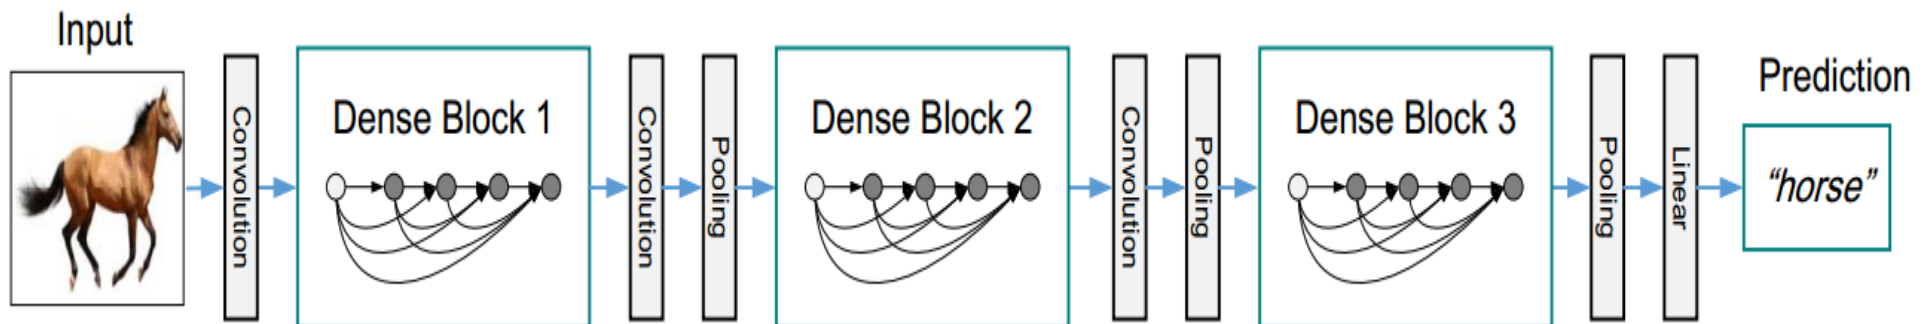 Input
Convolution
Dense Block 1
Convolution
Pooling
Dense Block 2
Convolution
Pooling
Dense Block 3
Pooling
Linear
Prediction
“horse”